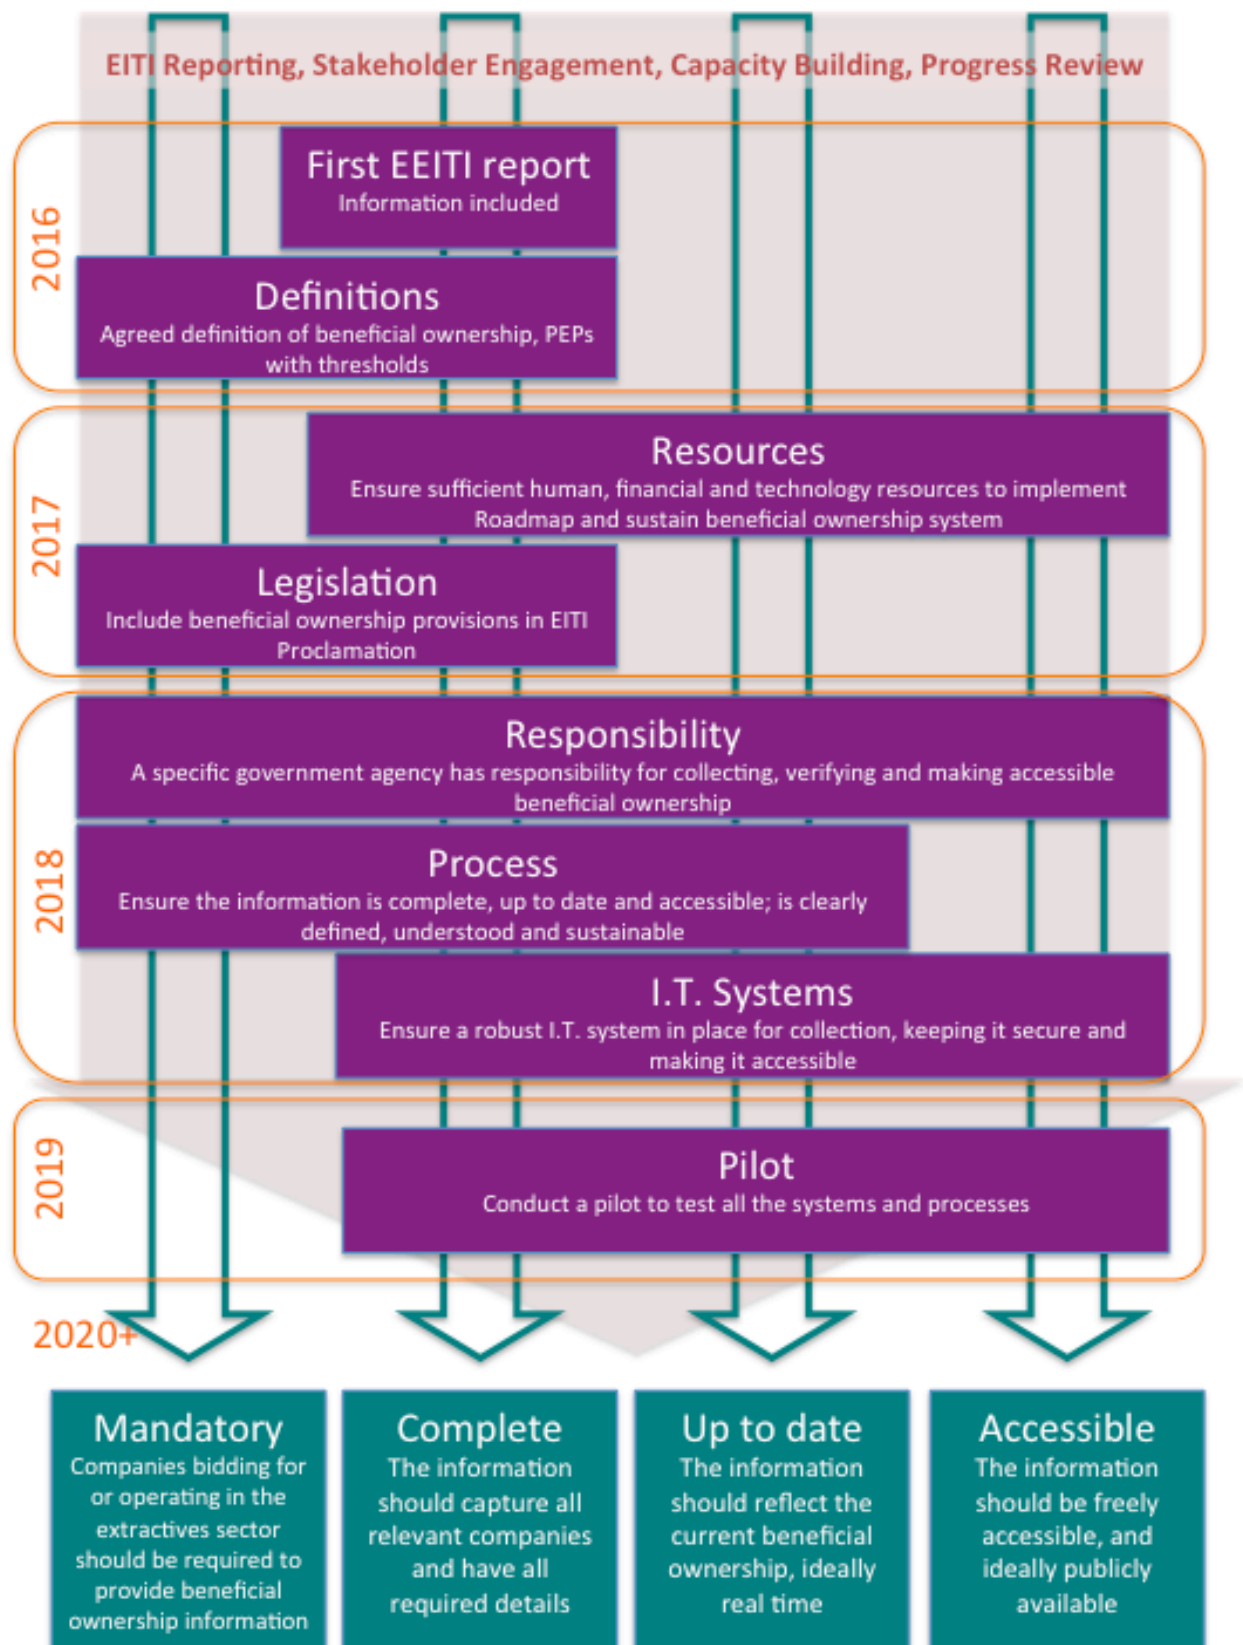 EITI Reporting, Stakeholder Engagement, Capacity Building, Progress Review
2016
First EEITI report
Information included
Definitions
Agreed definition of beneficial ownership, PEPs
with thresholds
2017
Resources
Ensure sufficient human, financial and technology resources to implement
Roadmap and sustain beneficial ownership system
Legislation
Include beneficial ownership provisions in EITI
Proclamation
2018
Responsibility
A specific government agency has responsibility for collecting, verifying and making accessible
beneficial ownership
Process
Ensure the information is complete, up to date and accessible; is clearly
defined, understood and sustainable
I.T. Systems
Ensure a robust I.T. system in place for collection, keeping it secure and
making it accessible
2019
Pilot
Conduct a pilot to test all the systems and processes
2020+
Mandatory
Companies bidding for
or operating in the
extractives sector
should be required to
provide beneficial
ownership information
Complete
The information
should capture all
relevant companies
and have all
required details
Up to date
The information
should reflect the
current beneficial
ownership, ideally
real time
Accessible
The information
should be freely
accessible, and
ideally publicly
available